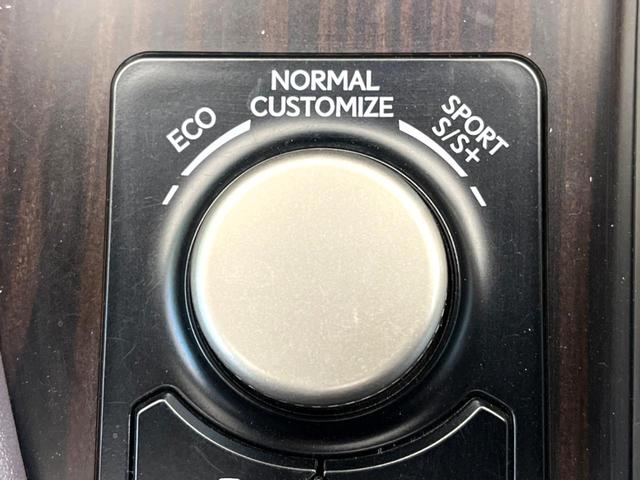 NORMAL
CUSTOMIZE
ECO
SPORT
S/S+